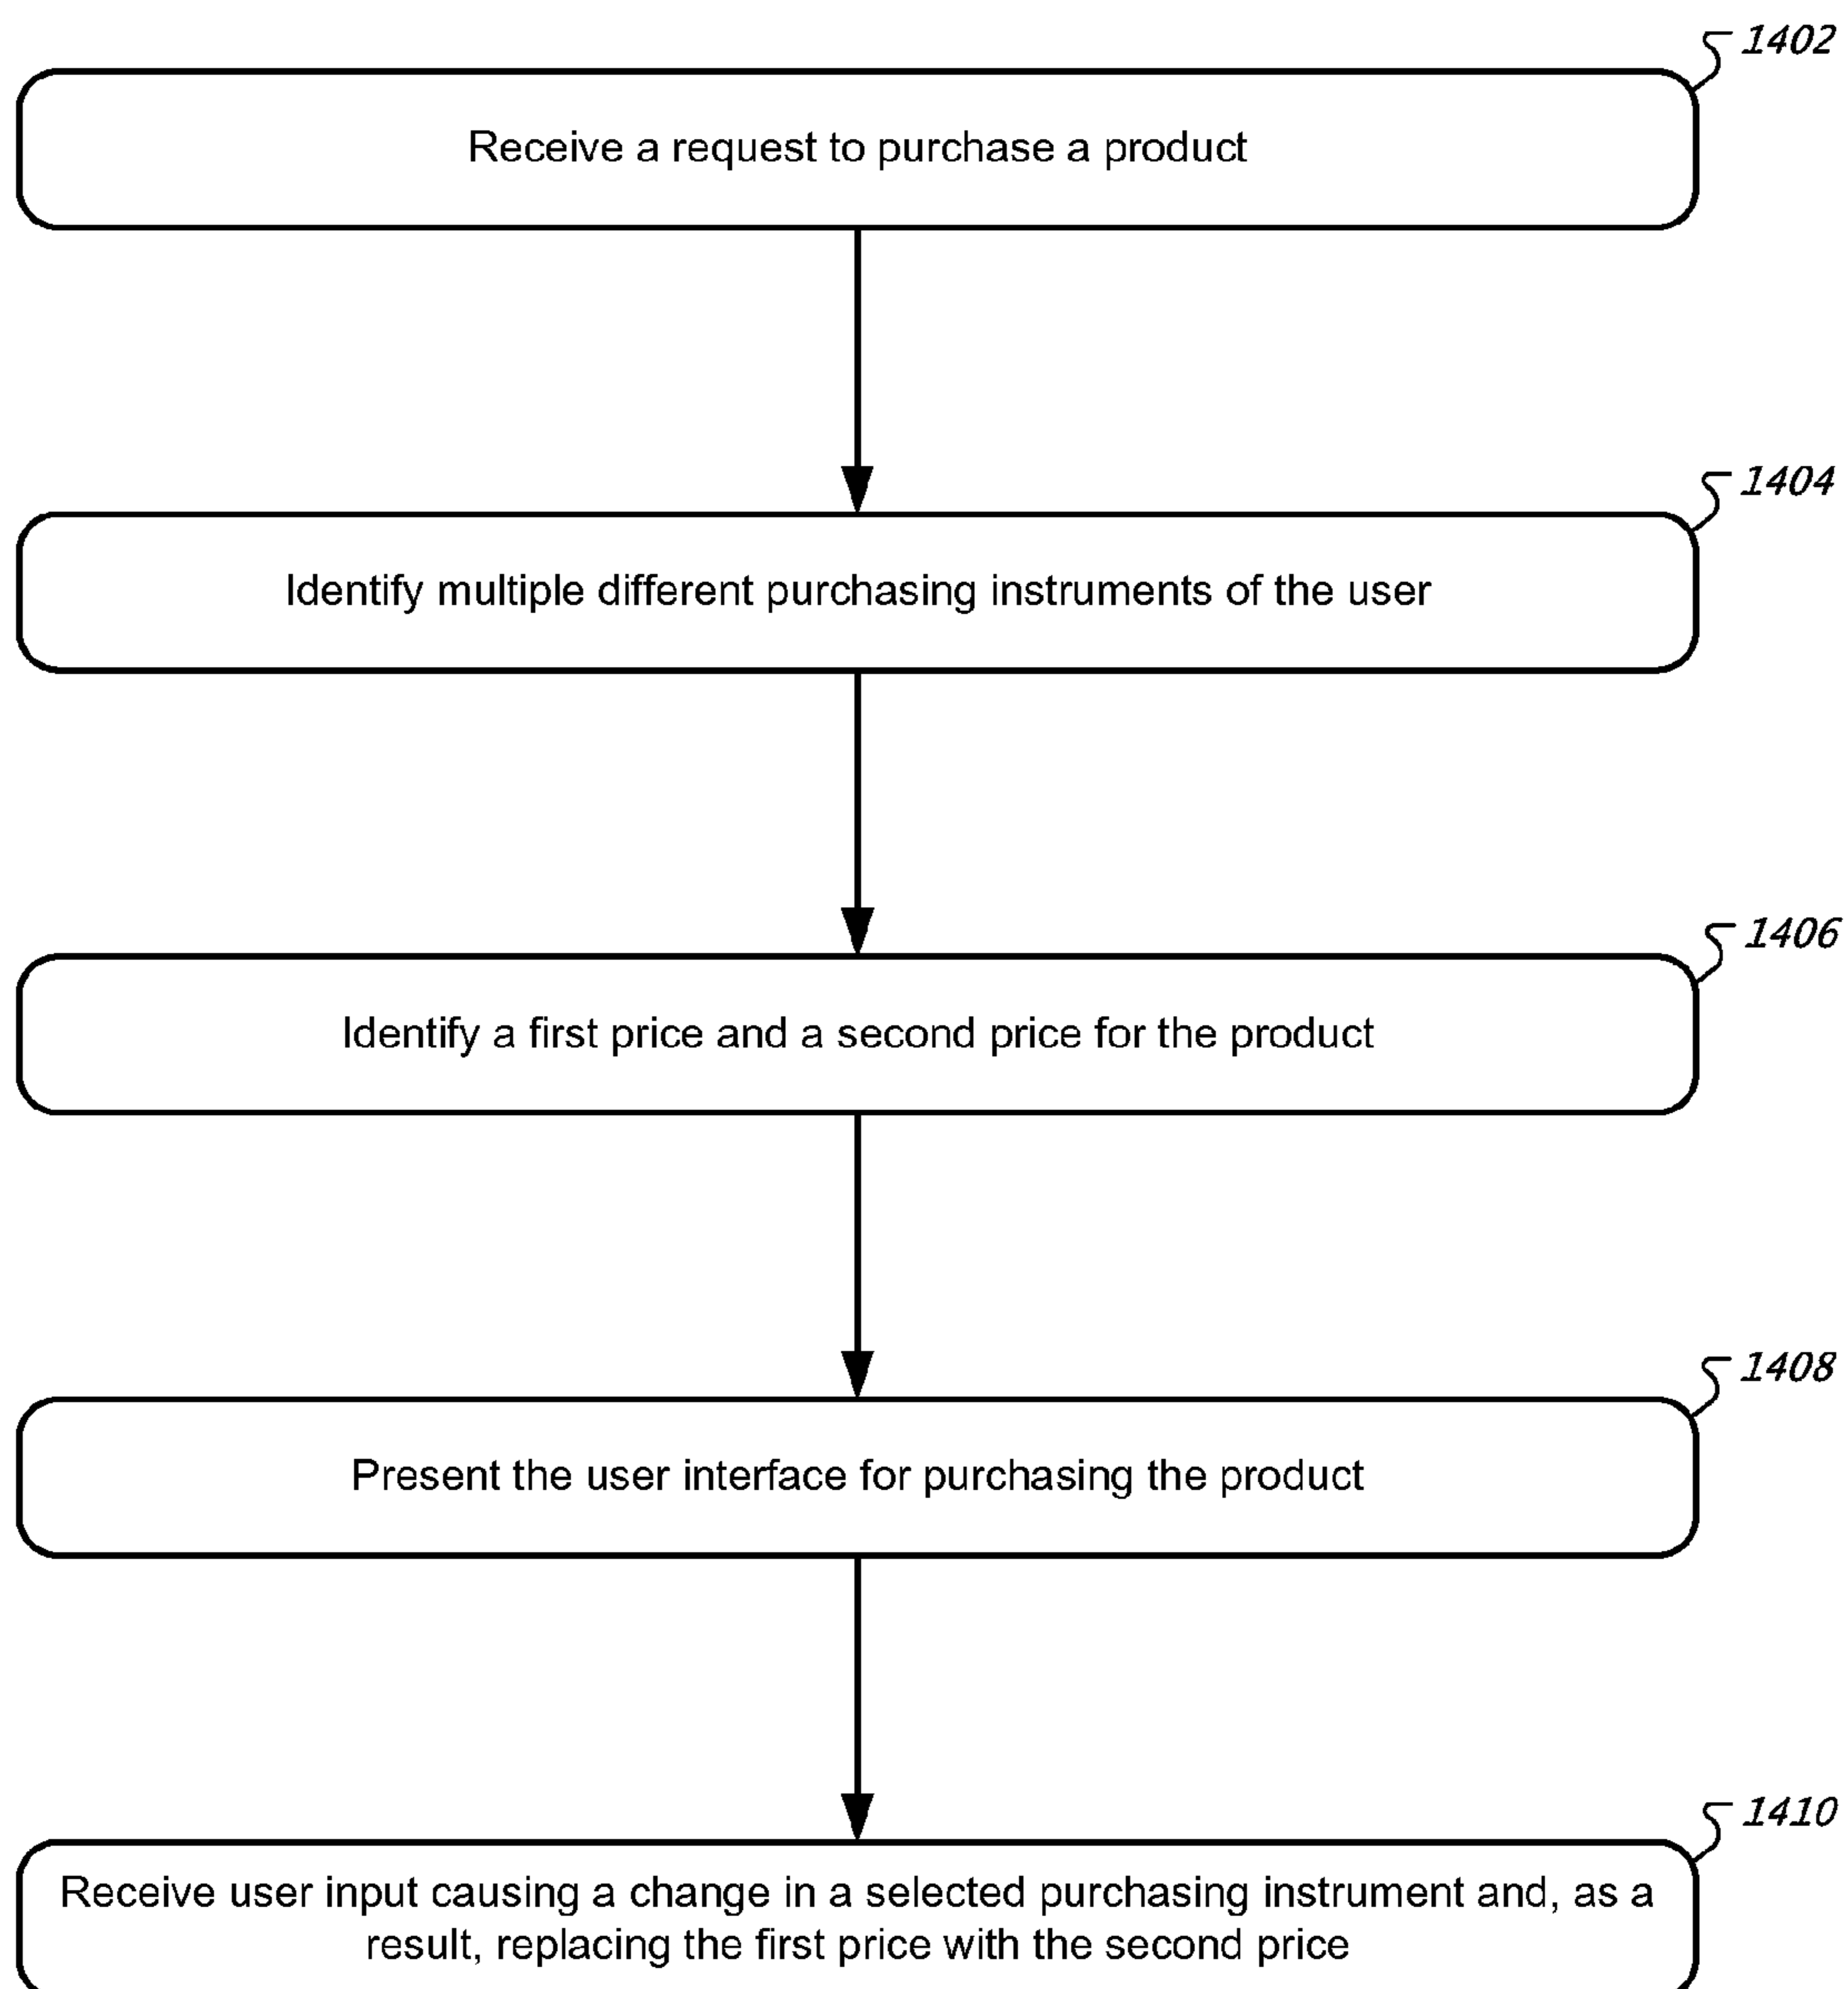 1402
Receive a request to purchase a product
1404
Identify multiple different purchasing instruments of the user
1406
Identify a first price and a second price for the product
1408
Present the user interface for purchasing the product
1410
Receive user input causing a change in a selected purchasing instrument and, as a
result, replacing the first price with the second price